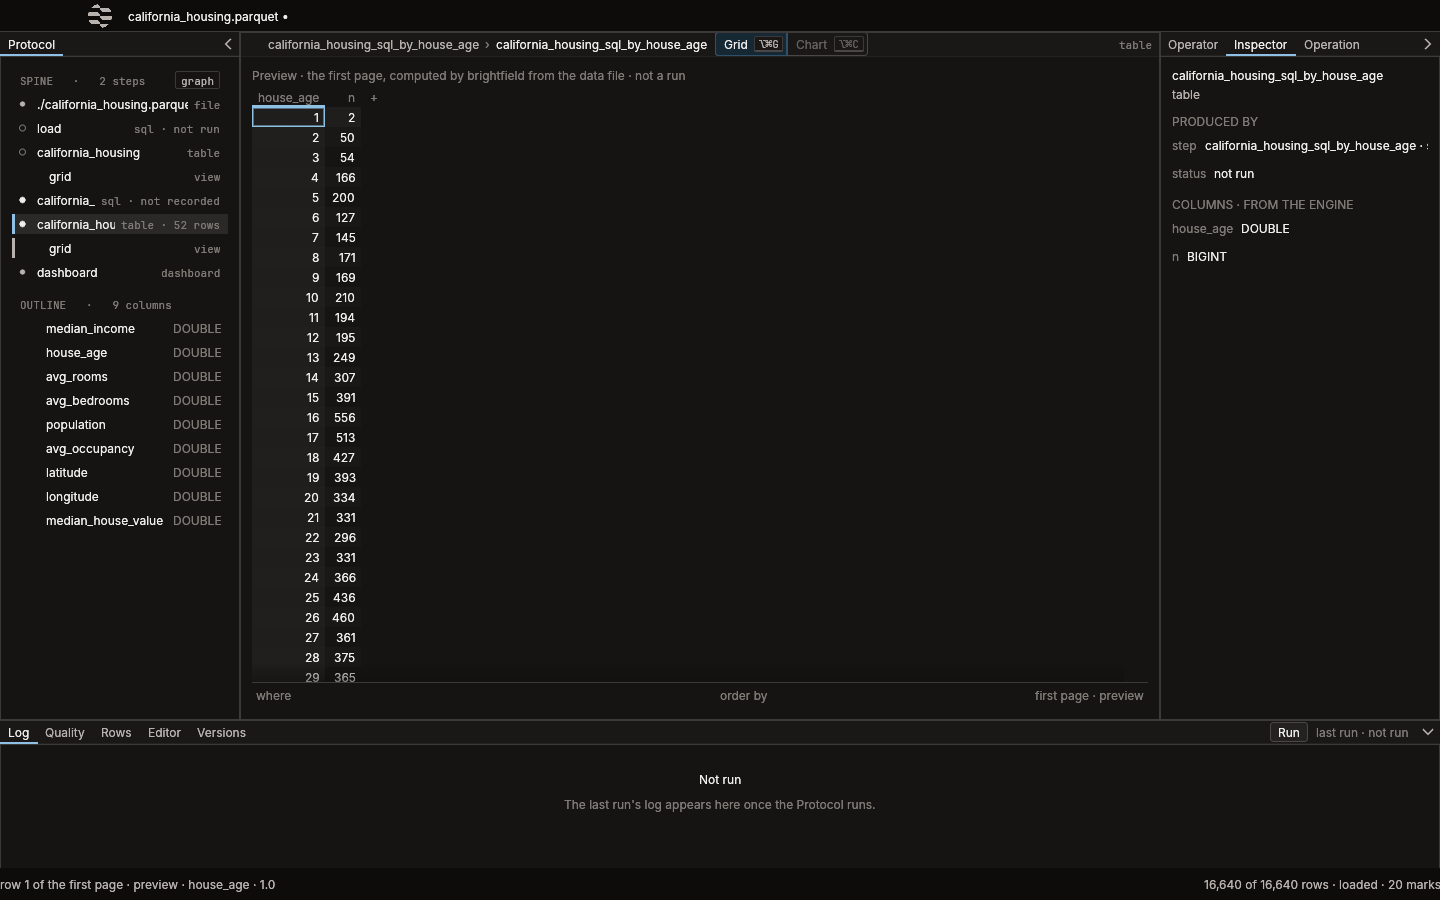 california_housing.parquet •
Protocol
SPINE · 2 steps graph
./california_housing.parque file
load sql · not run
california_housing table
grid view
california_ sql · not recorded
california_hou table · 52 rows
grid view
dashboard dashboard
OUTLINE · 9 columns
median_income DOUBLE
house_age DOUBLE
avg_rooms DOUBLE
avg_bedrooms DOUBLE
population DOUBLE
avg_occupancy DOUBLE
latitude DOUBLE
longitude DOUBLE
median_house_value DOUBLE
california_housing_sql_by_house_age › california_housing_sql_by_house_age Grid ⌥⌘G Chart ⌥⌘C table
Preview · the first page, computed by brightfield from the data file · not a run
house_age n +
1 2
2 50
3 54
4 166
5 200
6 127
7 145
8 171
9 169
10 210
11 194
12 195
13 249
14 307
15 391
16 556
17 513
18 427
19 393
20 334
21 331
22 296
23 331
24 366
25 436
26 460
27 361
28 375
29 365
where order by first page · preview
Operator Inspector Operation
california_housing_sql_by_house_age
table
PRODUCED BY
step california_housing_sql_by_house_age ·
status not run
COLUMNS · FROM THE ENGINE
house_age DOUBLE
n BIGINT
Log Quality Rows Editor Versions Run last run · not run
Not run
The last run's log appears here once the Protocol runs.
row 1 of the first page · preview · house_age · 1.0 16,640 of 16,640 rows · loaded · 20 marks